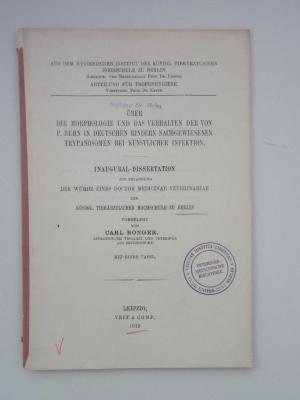 AUS DEM HYGIENISCHEN INSTITUT DER KÖNIGL. TIERÄRZTLICHEN
HOCHSCHULE ZU BERLIN.
ABTEILUNG FÜR TROPENHYGIENE.
ÜBER
DIE MORPHOLOGIE UND DAS VERHALTEN DER VON
P. BEHN IN DEUTSCHEN RINDERN NACHGEWIESENEN
TRYPANOSOMEN BEI KÜNSTLICHER INFEKTION.
INAUGURAL-DISSERTATION
ZUR ERLANGUNG
DER WÜRDE EINES DOCTOR MEDICINAE VETERINARIAE
DER
KÖNIGL. TIERÄRZTLICHEN HOCHSCHULE ZU BERLIN
VORGELEGT
VON
CARL
MIT EINER TAFEL.
LEIPZIG,
VEIT & COMP.
1912